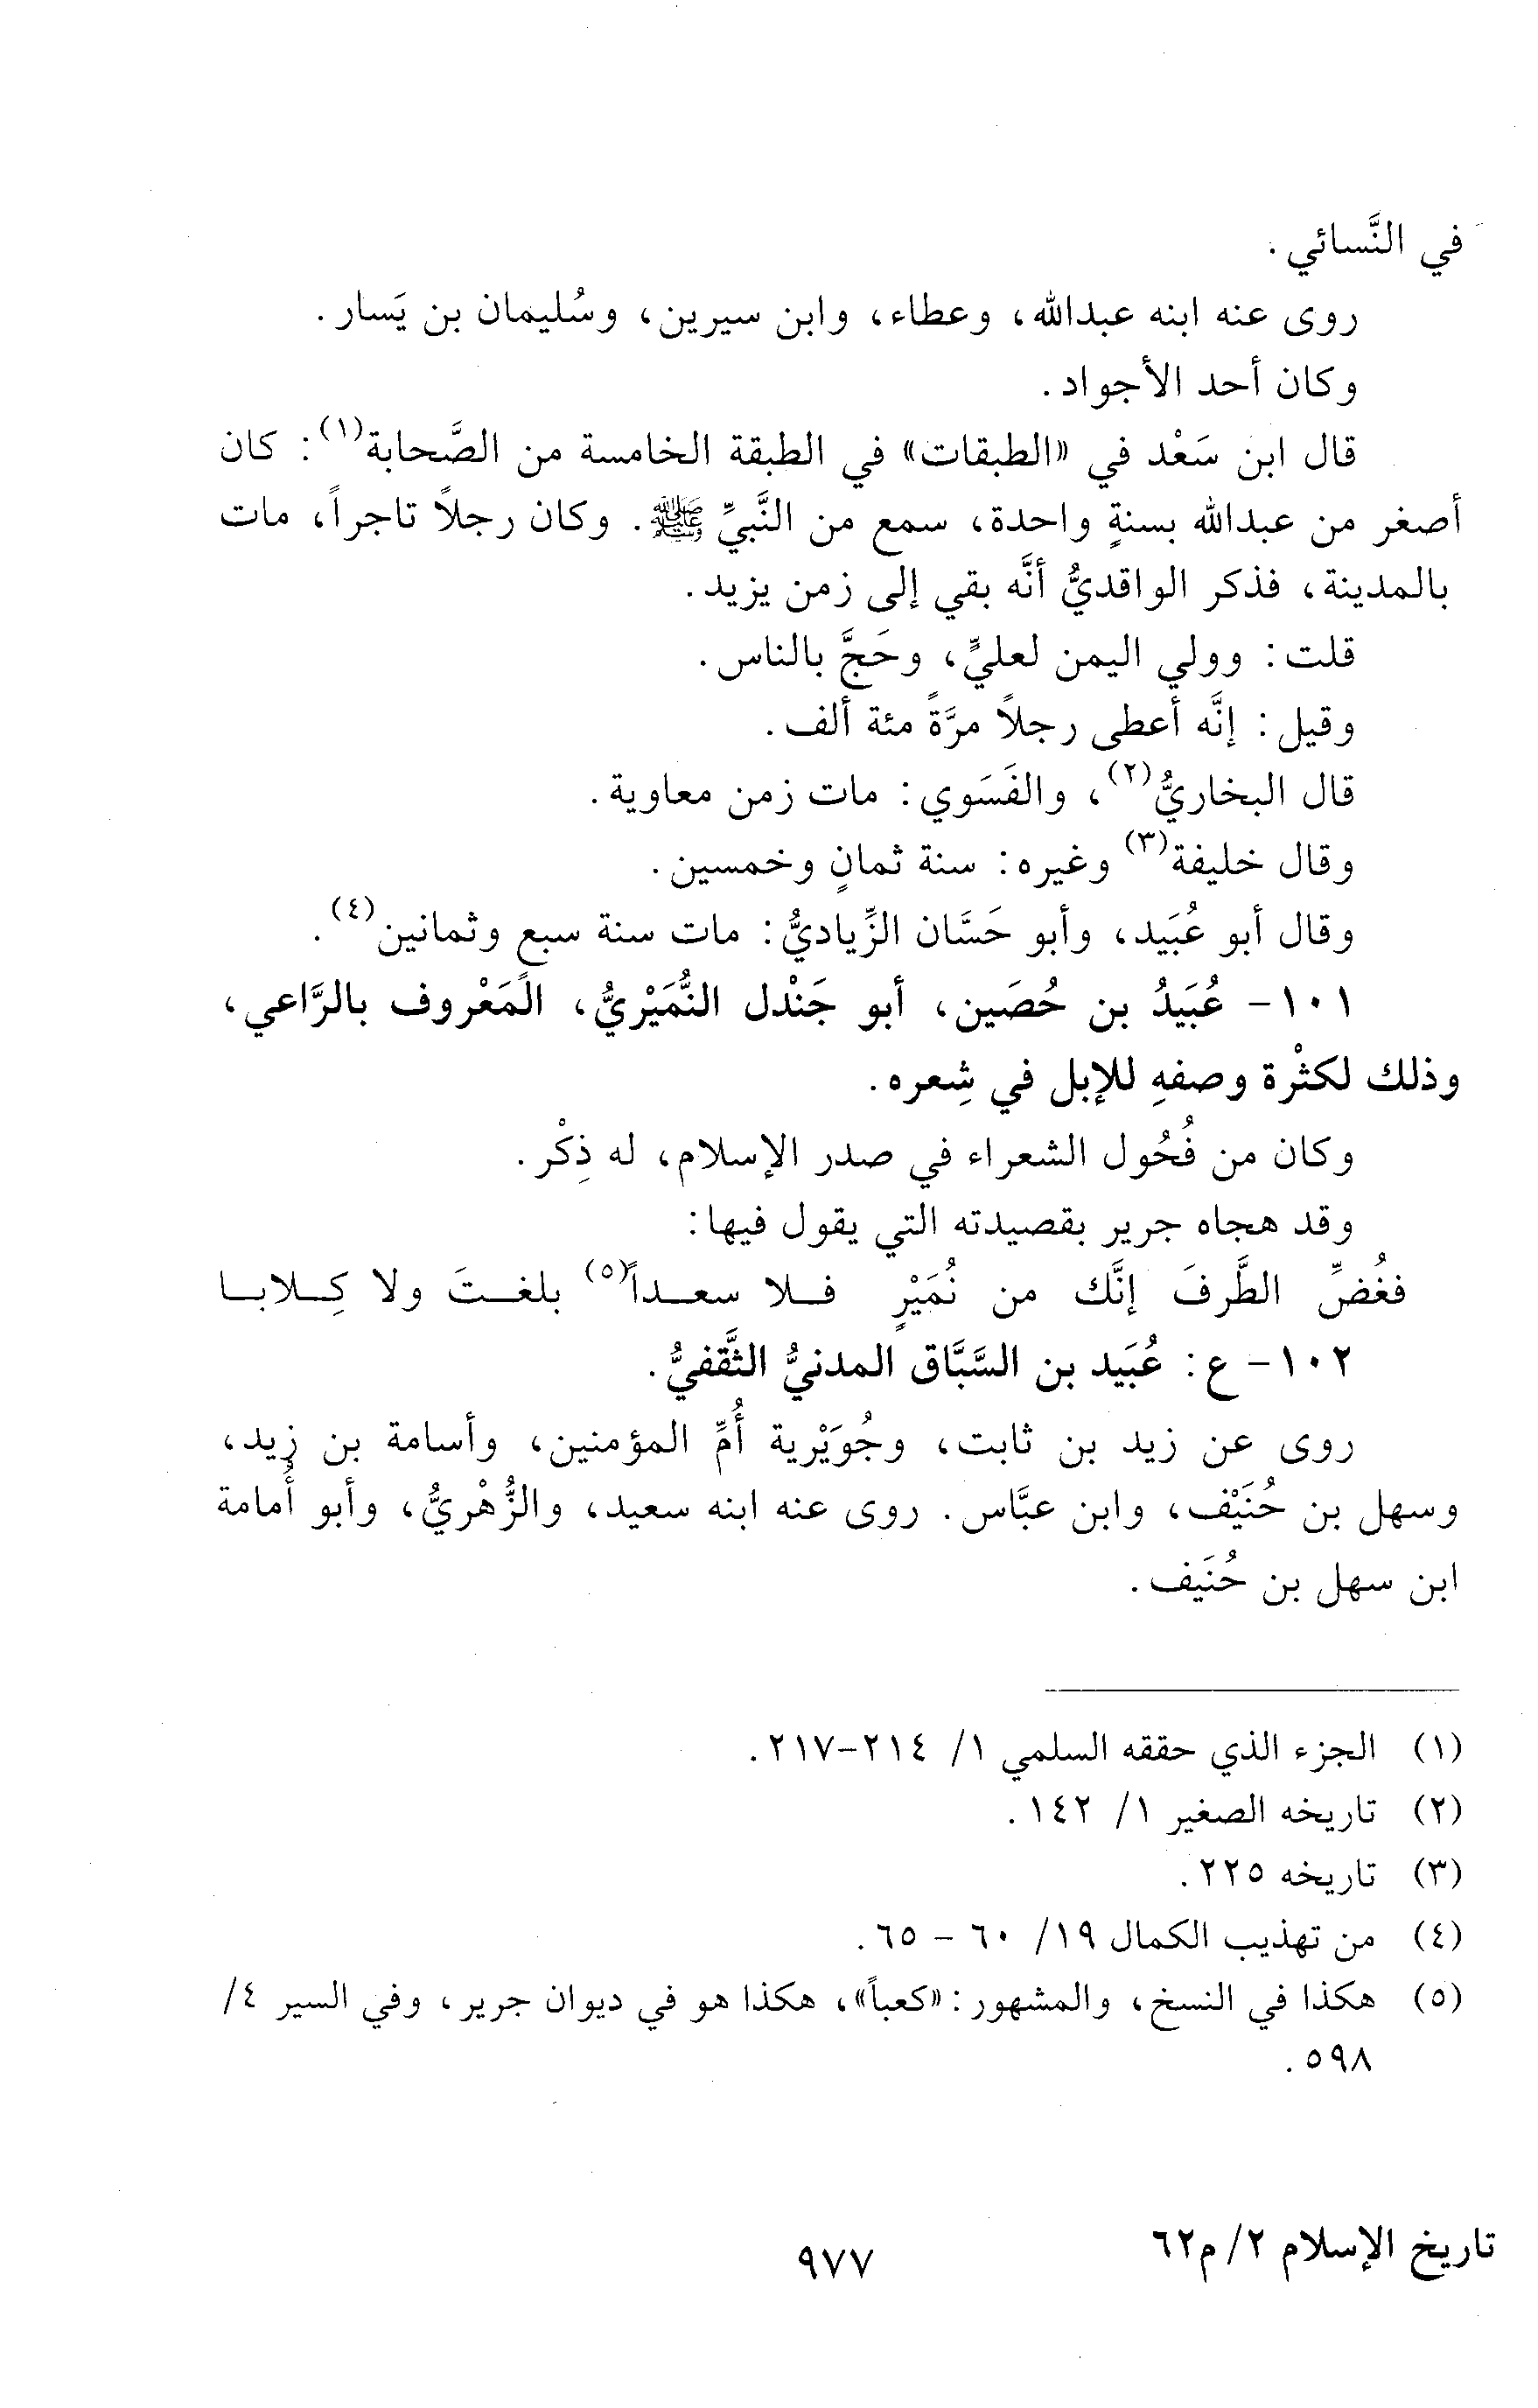 في النَّسائي.
روى عنه ابنه عبدالله، وعطاء، وابن سيرين، وسُليمان بن يَسار.
وكان أحد الأجواد.
قال ابن سَعْد في «الطبقات» في الطبقة الخامسة من الصَّحابة(١): كان
أصغر من عبدالله بسنةٍ واحدة، سمع من النَّبيِّ ﷺ. وكان رجلاً تاجراً، مات
بالمدينة، فذكر الواقديُّ أنَّه بقي إلى زمن يزيد.
قلت: وولي اليمن لعليٍّ، وحَجَّ بالناس.
وقيل: إنَّه أعطى رجلاً مرَّةً مئة ألف.
قال البخاريُّ(٢)، والفَسَوي: مات زمن معاوية.
وقال خليفة(٣) وغيره: سنة ثمانٍ وخمسين.
وقال أبو عُبَيد، وأبو حَسَّان الزِّياديُّ: مات سنة سبع وثمانين(٤).
١٠١- عُبَيدُ بن حُصَين، أبو جَنْدل النُّمَيْريُّ، المَعْروف بالرَّاعي،
وذلك لكثْرة وصفهِ للإبل في شِعره.
وكان من فُحُول الشعراء في صدر الإسلام، له ذِكْر.
وقد هجاه جرير بقصيدته التي يقول فيها:
فغُضِّ الطَّرفَ إنَّك من نُمَيْرٍ فلا سعداً(٥) بلغتَ ولا كِلابا
١٠٢- ع: عُبَيد بن السَّبَّاق المدنيُّ الثَّقفيُّ.
روى عن زيد بن ثابت، وجُوَيْرية أُمِّ المؤمنين، وأسامة بن زيد،
وسهل بن حُنَيْف، وابن عبَّاس. روى عنه ابنه سعيد، والزُّهْريُّ، وأبو أُمامة
ابن سهل بن حُنَيف.
(١) الجزء الذي حققه السلمي ١/ ٢١٤-٢١٧.
(٢) تاريخه الصغير ١/ ١٤٢.
(٣) تاريخه ٢٢٥.
(٤) من تهذيب الكمال ١٩/ ٦٠ - ٦٥.
(٥) هكذا في النسخ، والمشهور: «كعباً»، هكذا هو في ديوان جرير، وفي السير ٤/
٥٩٨.
تاريخ الإسلام ٢/ م٦٢
٩٧٧